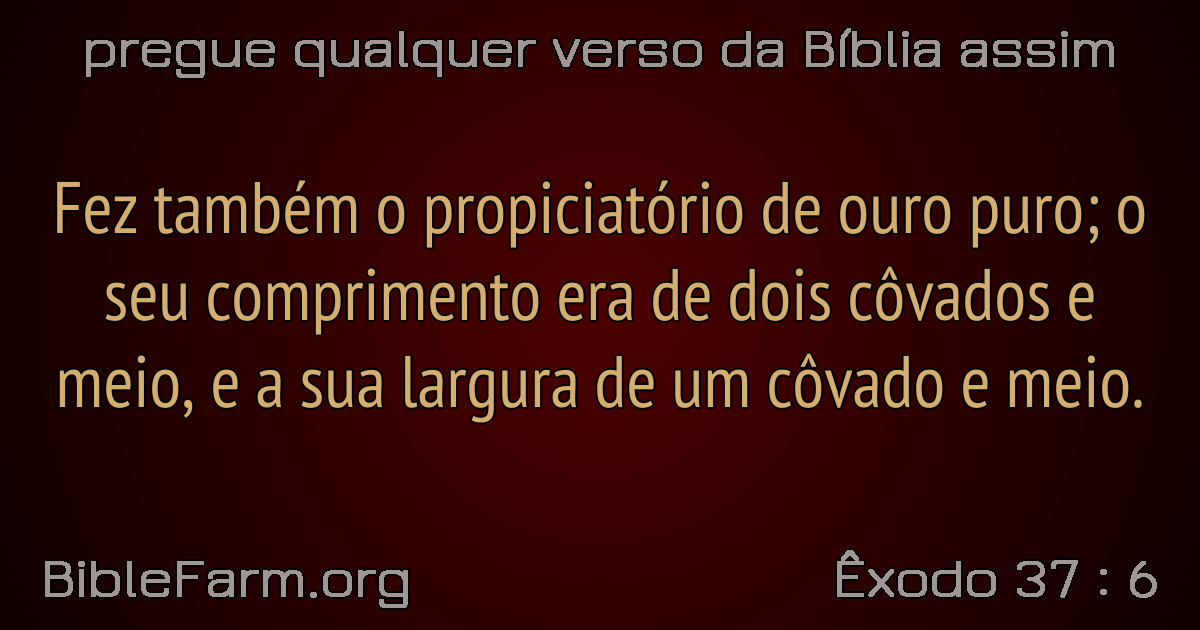 pregue qualquer verso da Bíblia assim
Fez também o propiciatório de ouro puro; o
seu comprimento era de dois côvados e
meio, e a sua largura de um côvado e meio.
BibleFarm.org
Êxodo 37 : 6